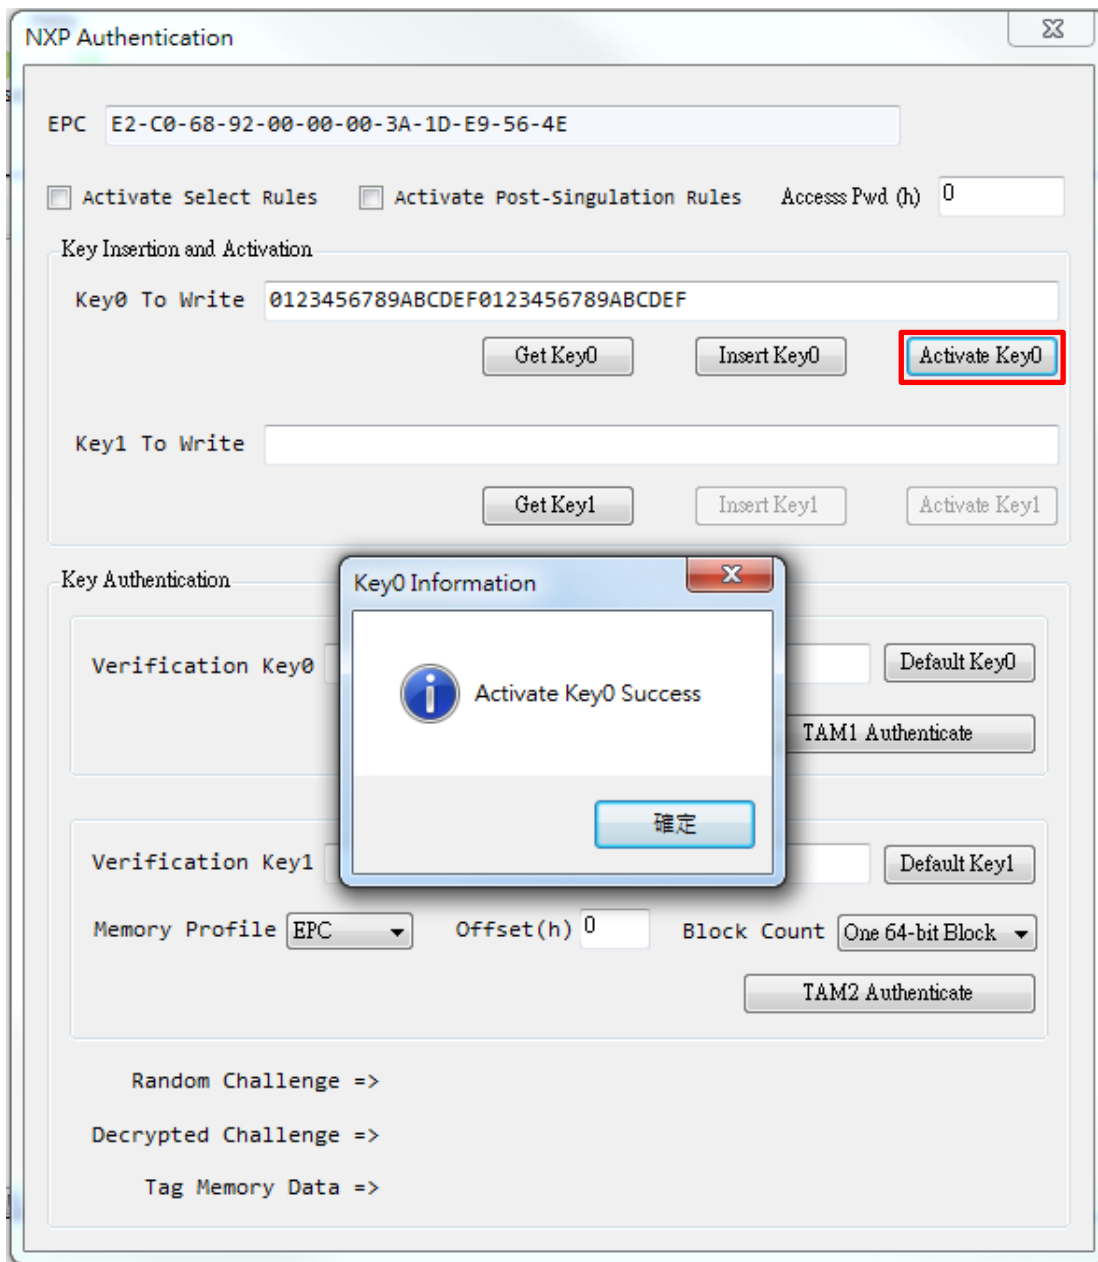 NXP Authentication
EPC E2-C0-68-92-00-00-00-3A-1D-E9-56-4E
Activate Select Rules Activate Post-Singulation Rules Accesss Pwd (h) 0
Key Insertion and Activation
Key0 To Write 0123456789ABCDEF0123456789ABCDEF
Get Key0 Insert Key0 Activate Key0
Key1 To Write
Get Key1 Insert Key1 Activate Key1
Key Authentication
Key0 Information
Verification Key0 Default Key0
Activate Key0 Success
TAM1 Authenticate
確定
Verification Key1 Default Key1
Memory Profile EPC Offset(h) 0 Block Count One 64-bit Block
TAM2 Authenticate
Random Challenge =>
Decrypted Challenge =>
Tag Memory Data =>